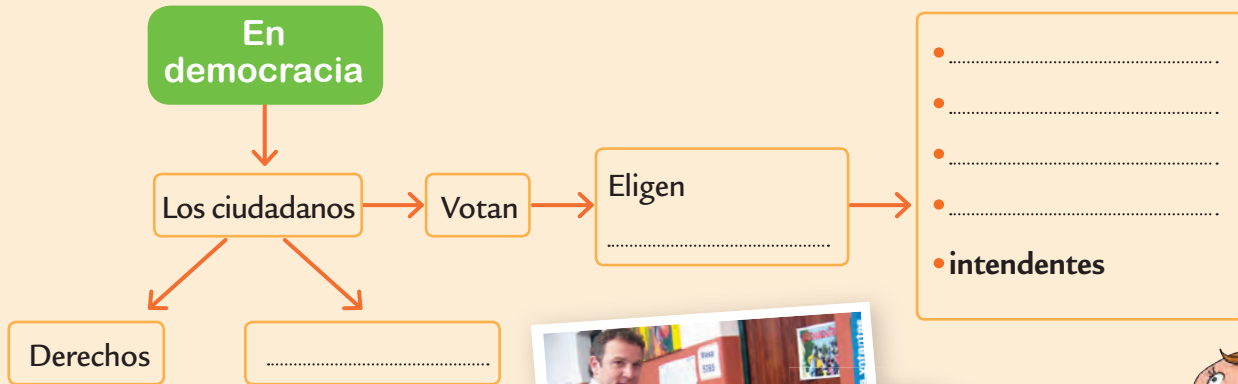 En
democracia
Los ciudadanos
Votan
Eligen
intendentes
Derechos